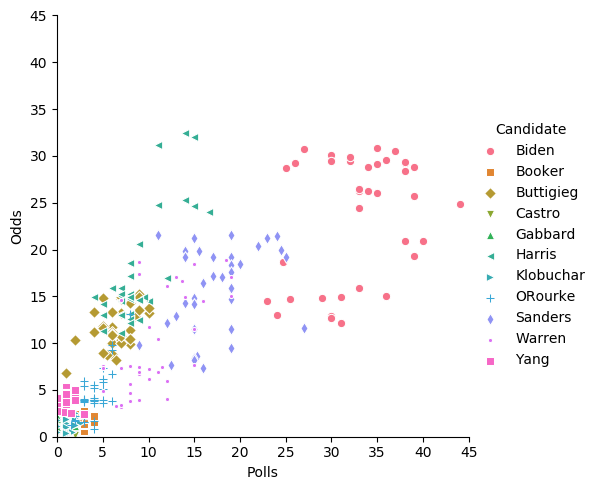 45
40
35
30
25
20
15
10
5
0
Odds
0 5 10 15 20 25 30 35 40 45
Polls
Candidate
Biden
Booker
Buttigieg
Castro
Gabbard
Harris
Klobuchar
ORourke
Sanders
Warren
Yang